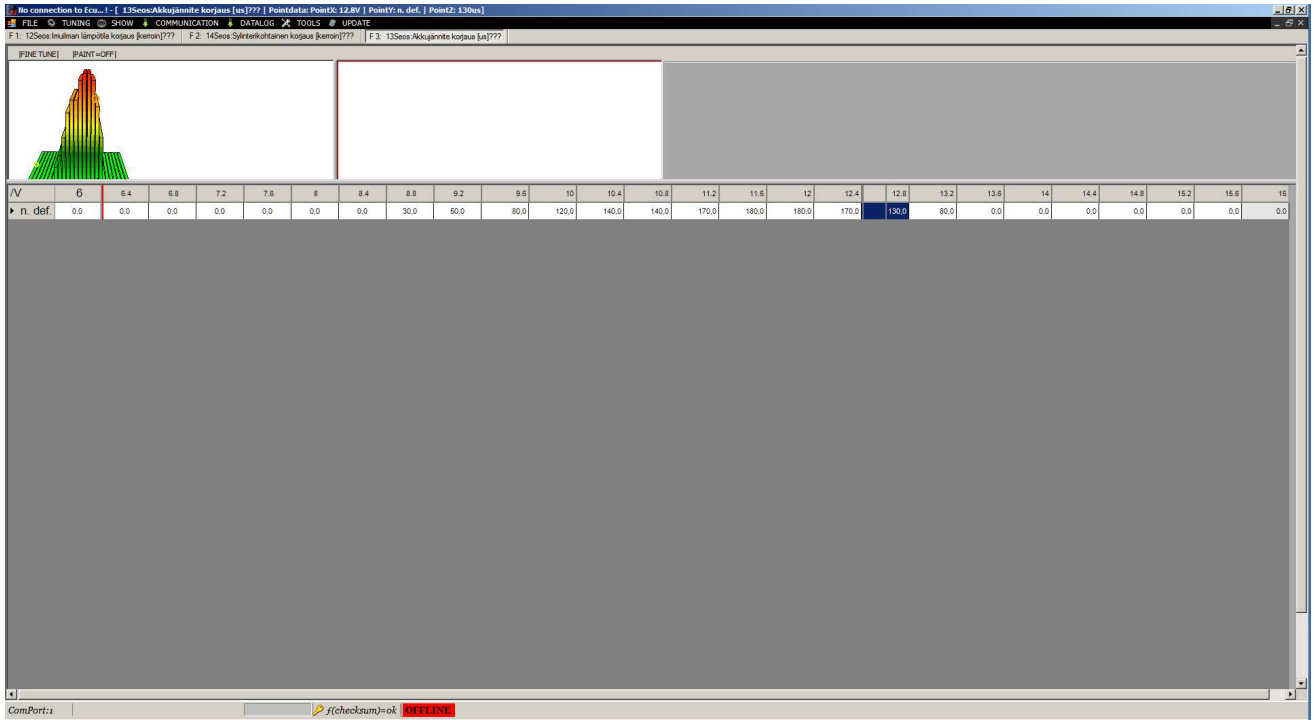 No connection to Ecu... ! - [ 13Seos:Akkujännite korjaus [us]??? | Pointdata: PointX: 12.8V | PointY: n. def. | PointZ: 130us]
FILE TUNING SHOW COMMUNICATION DATALOG TOOLS UPDATE
F 1: 12Seos:Imuilman lämpötila korjaus [kerroin]??? F 2: 14Seos:Sylinterikohtainen korjaus [kerroin]??? F 3: 13Seos:Akkujännite korjaus [us]???
|FINE TUNE| |PAINT=OFF|
/V 6 6.4 6.8 7.2 7.6 8 8.4 8.8 9.2 9.6 10 10.4 10.8 11.2 11.6 12 12.4 12.8 13.2 13.6 14 14.4 14.8 15.2 15.6 16
n. def. 0,0 0,0 0,0 0,0 0,0 0,0 0,0 30,0 50,0 80,0 120,0 140,0 140,0 170,0 180,0 180,0 170,0 130,0 80,0 0,0 0,0 0,0 0,0 0,0 0,0 0,0
ComPort:1 f(checksum)=ok OFFLINE